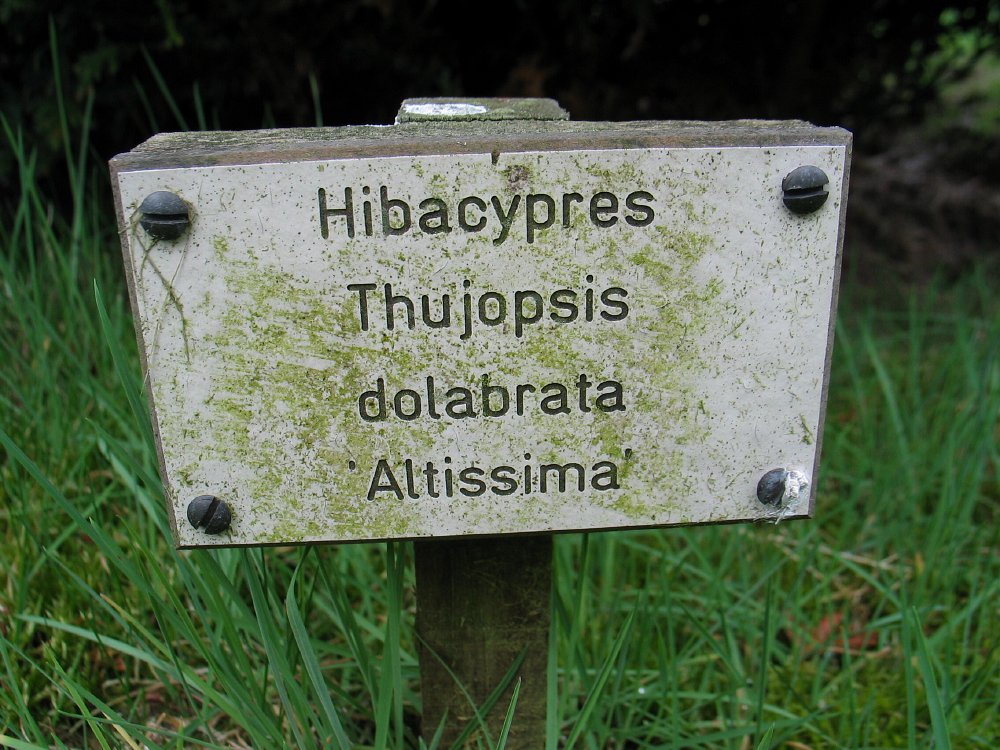 Hibacypres
Thujopsis
dolabrata
'Altissima'